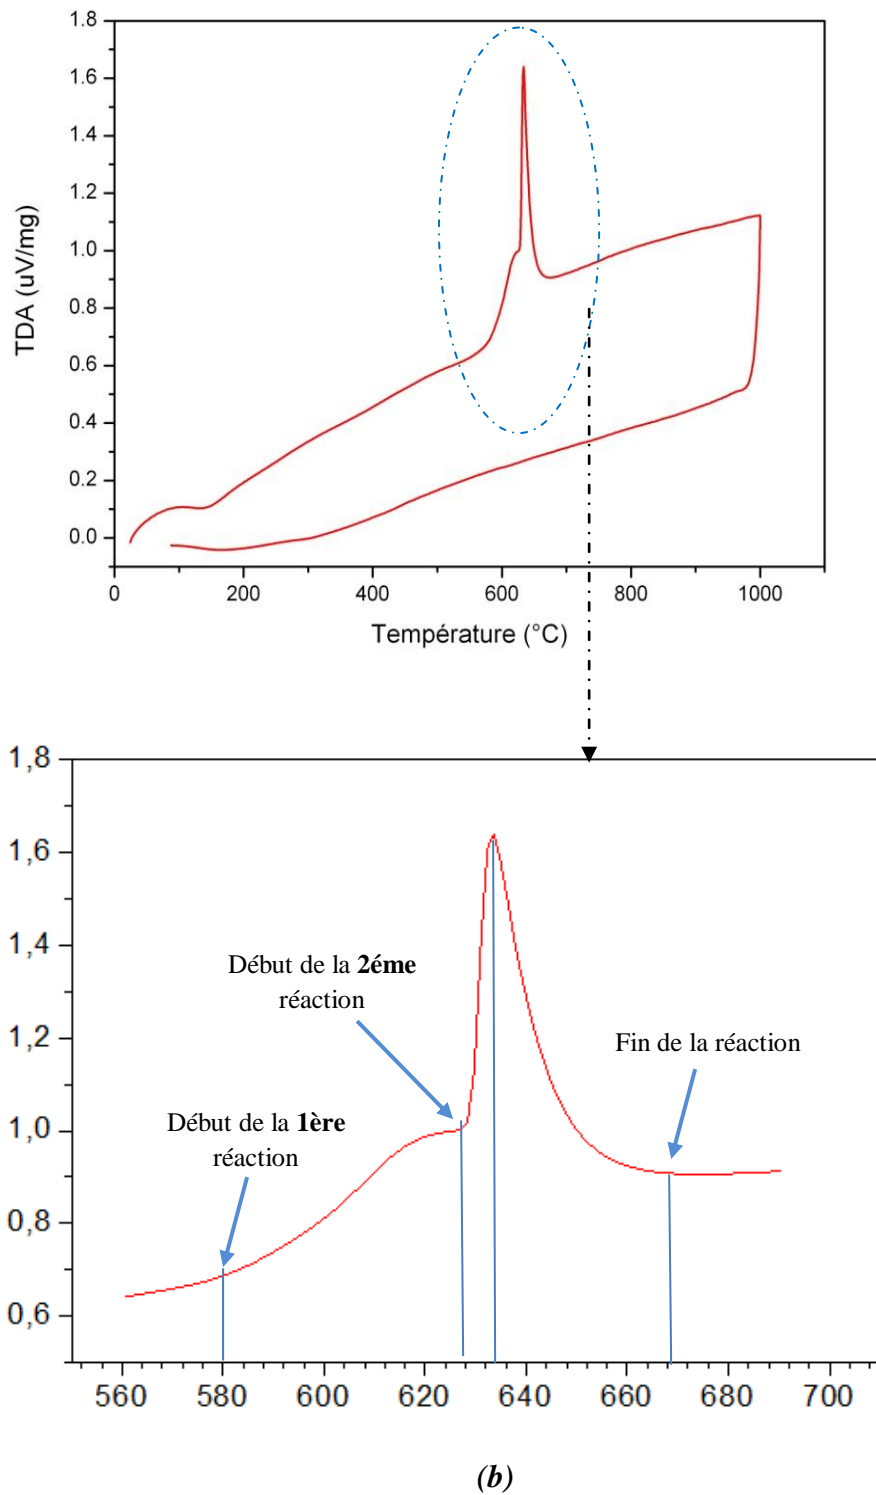 1.8
1.6
1.4
1.2
1.0
0.8
0.6
0.4
0.2
0.0
TDA (uV/mg)
0 200 400 600 800 1000
Température (°C)
1,8
1,6
1,4
1,2
1,0
0,8
0,6
Début de la 2éme
réaction
Fin de la réaction
Début de la 1ère
réaction
560 580 600 620 640 660 680 700
(b)